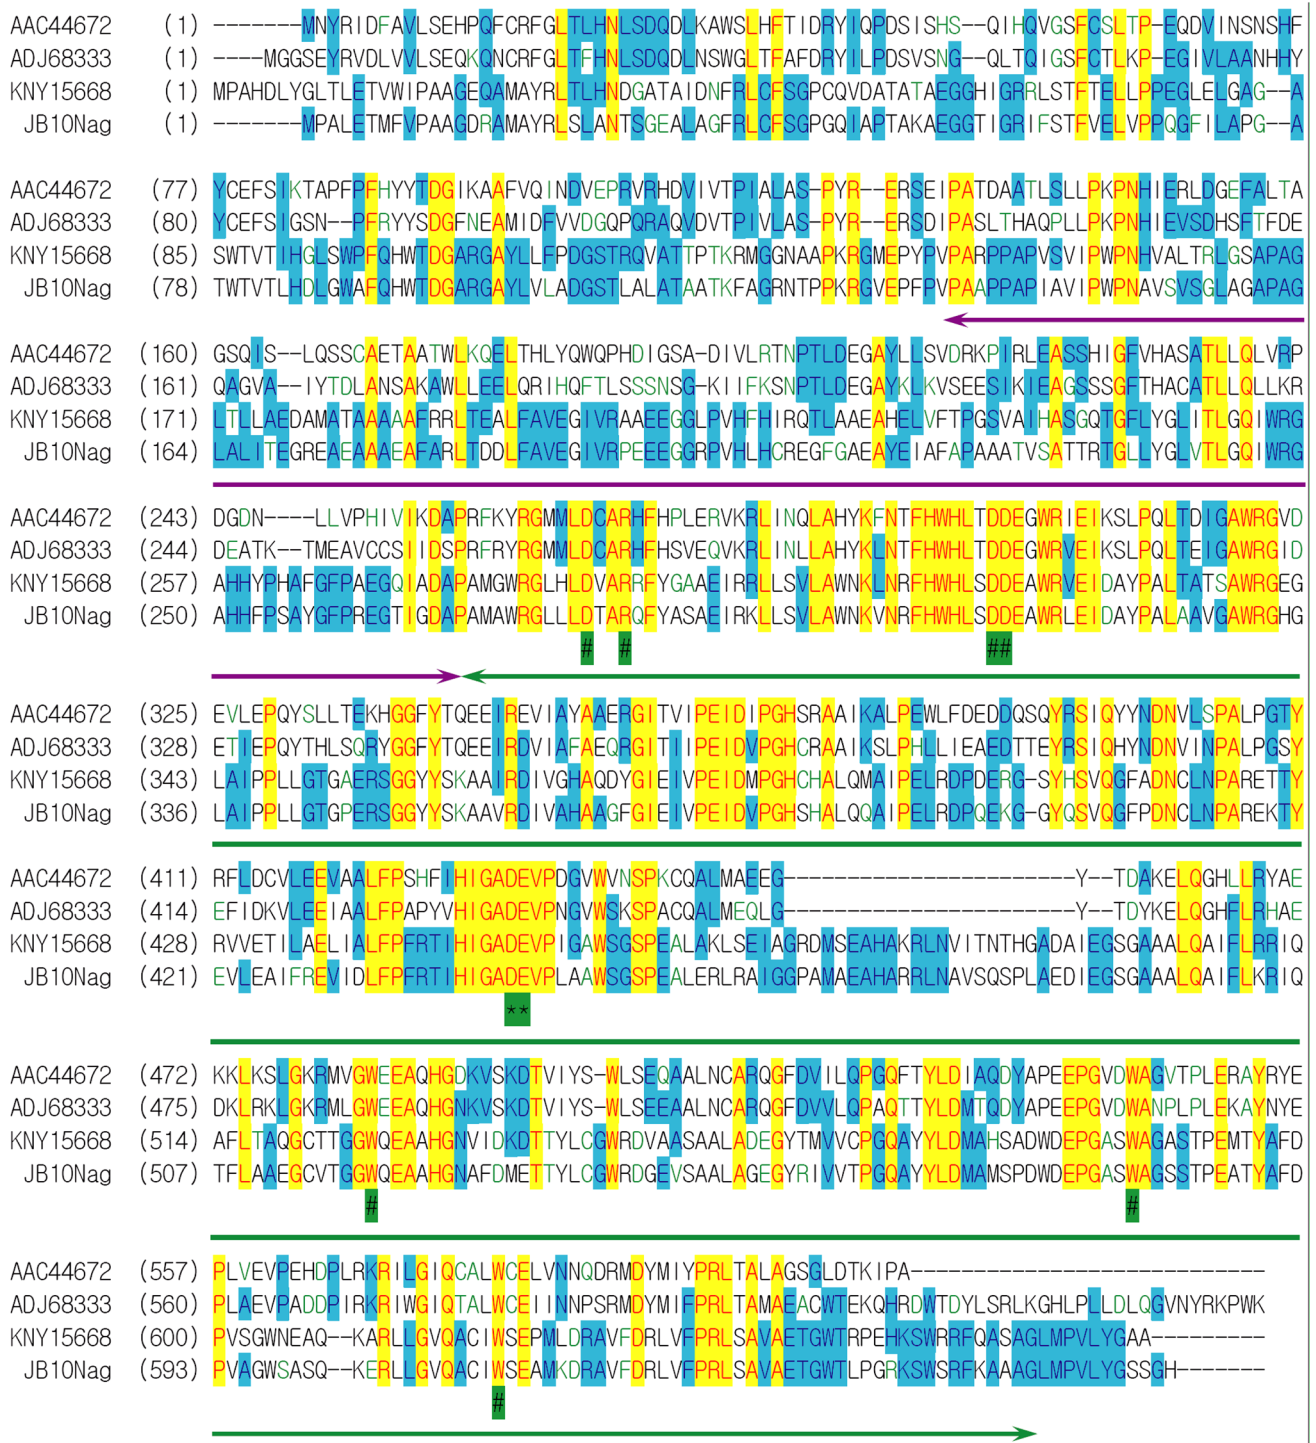 AAC44672 (1) -------MNYRIDFAVLSEHPQFCRFGLTLHNLSDQDLKAWSLHFTIDRYIQPDSISHS--QIHQVGSFCSLTP-EQDVINSNSHF
ADJ68333 (1) ----MGGSEYRVDLVVLSEQKQNCRFGLTFHNLSDQDLNSWGLTFAFDRYILPDSVSNG--QLTQIGSFCTLKP-EGIVLAANHHY
KNY15668 (1) MPAHDLYGLTLETVWIPAAGEQAMAYRLTLHNDGATAIDNFRLCFSGPCQVDATATAEGGHIGRRLSTFTELLPPEGLELGAG--A
JB10Nag (1) -------MPALETMFVPAAGDRAMAYRLSLANTSGEALAGFRLCFSGPGQIAPTAKAEGGTIGRIFSTFVELVPPQGFILAPG--A
AAC44672 (77) YCEFSIKTAPFPFHYYTDGIKAAFVQINDVEPRVRHDVIVTPIALAS-PYR--ERSEIPATDAATLSLLPKPNHIERLDGEFALTA
ADJ68333 (80) YCEFSIGSN--PFRYYSDGFNEAMIDFVVDGQPQRAQVDVTPIVLAS-PYR--ERSDIPASLTHAQPLLPKPNHIEVSDHSFTFDE
KNY15668 (85) SWTVTIHGLSWPFQHWTDGARGAYLLFPDGSTRQVATTPTKRMGGNAAPKRGMEPYPVPARPPAPVSVIPWPNHVALTRLGSAPAG
JB10Nag (78) TWTVTLHDLGWAFQHWTDGARGAYLVLADGSTLALATAATKFAGRNTPPKRGVEPFPVPAAPPAPIAVIPWPNAVSVSGLAGAPAG
AAC44672 (160) GSQIS--LQSSCAETAATWLKQELTHLYQWQPHDIGSA-DIVLRTNPTLDEGAYLLSVDRKPIRLEASSHIGFVHASATLLQLVRP
ADJ68333 (161) QAGVA--IYTDLANSAKAWLLEELQRIHQFTLSSSNSG-KIIFKSNPTLDEGAYKLKVSEESIKIEAGSSSGFTHACATLLQLLKR
KNY15668 (171) LTLLAEDAMATAAAAAFRRLTEALFAVEGIVRAAEEGGLPVHFHIRQTLAAEAHELVFTPGSVAIHASGQTGFLYGLITLGQIWRG
JB10Nag (164) LALITEGREAEAAAEAFARLTDDLFAVEGIVRPEEEGGRPVHLHCREGFGAEAYEIAFAPAAATVSATTRTGLLYGLVTLGQIWRG
AAC44672 (243) DGDN----LLVPHIVIKDAPRFKYRGMMLDCARHFHPLERVKRLINQLAHYKFNTFHWHLTDDEGWRIEIKSLPQLTDIGAWRGVD
ADJ68333 (244) DEATK--TMEAVCCSIIDSPRFRYRGMMLDCARHFHSVEQVKRLINLLAHYKLNTFHWHLTDDEGWRVEIKSLPQLTEIGAWRGID
KNY15668 (257) AHHYPHAFGFPAEGQIADAPAMGWRGLHLDVARRFYGAAEIRRLLSVLAWNKLNRFHWHLSDDEAWRVEIDAYPALTATSAWRGEG
JB10Nag (250) AHHFPSAYGFPREGTIGDAPAMAWRGLLLDTARQFYASAEIRKLLSVLAWNKVNRFHWHLSDDEAWRLEIDAYPALAAVGAWRGHG
# # ##
AAC44672 (325) EVLEPQYSLLTEKHGGFYTQEEIREVIAYAAERGITVIPEIDIPGHSRAAIKALPEWLFDEDDQSQYRSIQYYNDNVLSPALPGTY
ADJ68333 (328) ETIEPQYTHLSQRYGGFYTQEEIRDVIAFAEQRGITIIPEIDVPGHCRAAIKSLPHLLIEAEDTTEYRSIQHYNDNVINPALPGSY
KNY15668 (343) LAIPPLLGTGAERSGGYYSKAAIRDIVGHAQDYGIEIVPEIDMPGHCHALQMAIPELRDPDERG-SYHSVQGFADNCLNPARETTY
JB10Nag (336) LAIPPLLGTGPERSGGYYSKAAVRDIVAHAAGFGIEIVPEIDVPGHSHALQQAIPELRDPQEKG-GYQSVQGFPDNCLNPAREKTY
AAC44672 (411) RFLDCVLEEVAALFPSHFIHIGADEVPDGVWVNSPKCQALMAEEG-----------------------Y--TDAKELQGHLLRYAE
ADJ68333 (414) EFIDKVLEEIAALFPAPYVHIGADEVPNGVWSKSPACQALMEQLG-----------------------Y--TDYKELQGHFLRHAE
KNY15668 (428) RVVETILAELIALFPFRTIHIGADEVPIGAWSGSPEALAKLSEIAGRDMSEAHAKRLNVITNTHGADAIEGSGAAALQAIFLRRIQ
JB10Nag (421) EVLEAIFREVIDLFPFRTIHIGADEVPLAAWSGSPEALERLRAIGGPAMAEAHARRLNAVSQSPLAEDIEGSGAAALQAIFLKRIQ
**
AAC44672 (472) KKLKSLGKRMVGWEEAQHGDKVSKDTVIYS-WLSEQAALNCARQGFDVILQPGQFTYLDIAQDYAPEEPGVDWAGVTPLERAYRYE
ADJ68333 (475) DKLRKLGKRMLGWEEAQHGNKVSKDTVIYS-WLSEEAALNCARQGFDVVLQPAQTTYLDMTQDYAPEEPGVDWANPLPLEKAYNYE
KNY15668 (514) AFLTAQGCTTGGWQEAAHGNVIDKDTTYLCGWRDVAASAALADEGYTMVVCPGQAYYLDMAHSADWDEPGASWAGASTPEMTYAFD
JB10Nag (507) TFLAAEGCVTGGWQEAAHGNAFDMETTYLCGWRDGEVSAALAGEGYRIVVTPGQAYYLDMAMSPDWDEPGASWAGSSTPEATYAFD
# #
AAC44672 (557) PLVEVPEHDPLRKRILGIQCALWCELVNNQDRMDYMIYPRLTALAGSGLDTKIPA----------------------------
ADJ68333 (560) PLAEVPADDPIRKRIWGIQTALWCEIINNPSRMDYMIFPRLTAMAEACWTEKQHRDWTDYLSRLKGHLPLLDLQGVNYRKPWK
KNY15668 (600) PVSGWNEAQ--KARLLGVQACIWSEPMLDRAVFDRLVFPRLSAVAETGWTRPEHKSWRRFQASAGLMPVLYGAA---------
JB10Nag (593) PVAGWSASQ--KERLLGVQACIWSEAMKDRAVFDRLVFPRLSAVAETGWTLPGRKSWSRFKAAAGLMPVLYGSSGH-------
#